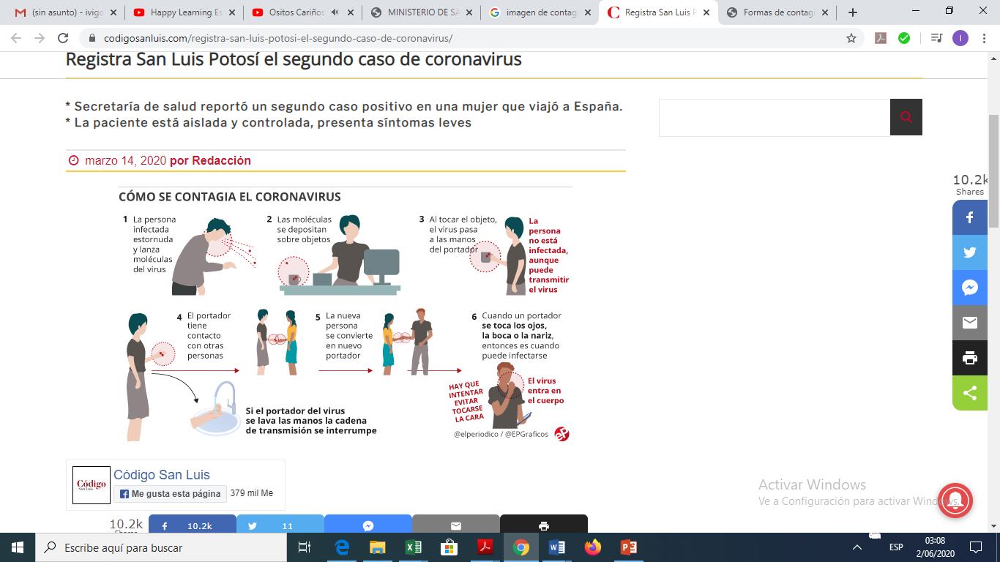 (sin asunto) - ivigo
Happy Learning Es
Ositos Cariños
MINISTERIO DE SA
imagen de contag
Registra San Luis P
Formas de contagi
codigosanluis.com/registra-san-luis-potosi-el-segundo-caso-de-coronavirus/
Registra San Luis Potosí el segundo caso de coronavirus
* Secretaría de salud reportó un segundo caso positivo en una mujer que viajó a España.
* La paciente está aislada y controlada, presenta síntomas leves
marzo 14, 2020 por Redacción
10.2k
Shares
CÓMO SE CONTAGIA EL CORONAVIRUS
1 La persona
infectada
estornuda
y lanza
moléculas
del virus
2 Las moléculas
se depositan
sobre objetos
3 Al tocar el objeto,
el virus pasa
a las manos
del portador
La
persona
no está
infectada,
aunque
puede
transmitir
el virus
4 El portador
tiene
contacto
con otras
personas
5 La nueva
persona
se convierte
en nuevo
portador
6 Cuando un portador
se toca los ojos,
la boca o la nariz,
entonces es cuando
puede infectarse
HAY QUE
INTENTAR
EVITAR
TOCARSE
LA CARA
El virus
entra en
el cuerpo
Si el portador del virus
se lava las manos la cadena
de transmisión se interrumpe
@elperiodico / @EPGraficos
eP
Código
San Luis
Código San Luis
Me gusta esta página
379 mil Me
10.2k
Shares
10.2k
11
Activar Windows
Ve a Configuración para activar Windows.
Escribe aquí para buscar
ESP
03:08
2/06/2020